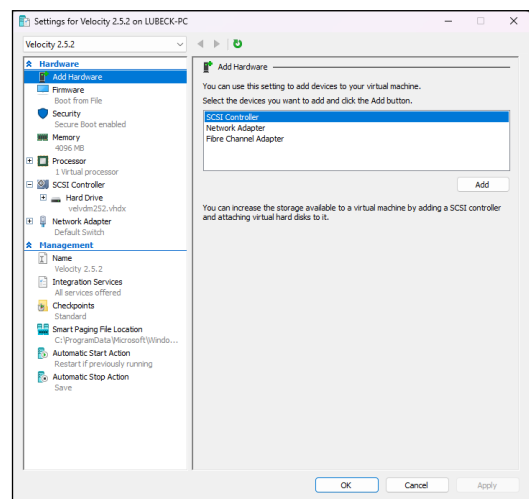 Settings for Velocity 2.5.2 on LUBECK-PC
Velocity 2.5.2
Hardware
Add Hardware
Firmware
Boot from File
Security
Secure Boot enabled
Memory
4096 MB
Processor
1 Virtual processor
SCSI Controller
Hard Drive
velvdm252.vhdx
Network Adapter
Default Switch
Management
Name
Velocity 2.5.2
Integration Services
All services offered
Checkpoints
Standard
Smart Paging File Location
C:\ProgramData\Microsoft\Windo...
Automatic Start Action
Restart if previously running
Automatic Stop Action
Save
Add Hardware
You can use this setting to add devices to your virtual machine.
Select the devices you want to add and click the Add button.
SCSI Controller
Network Adapter
Fibre Channel Adapter
Add
You can increase the storage available to a virtual machine by adding a SCSI controller
and attaching virtual hard disks to it.
OK
Cancel
Apply